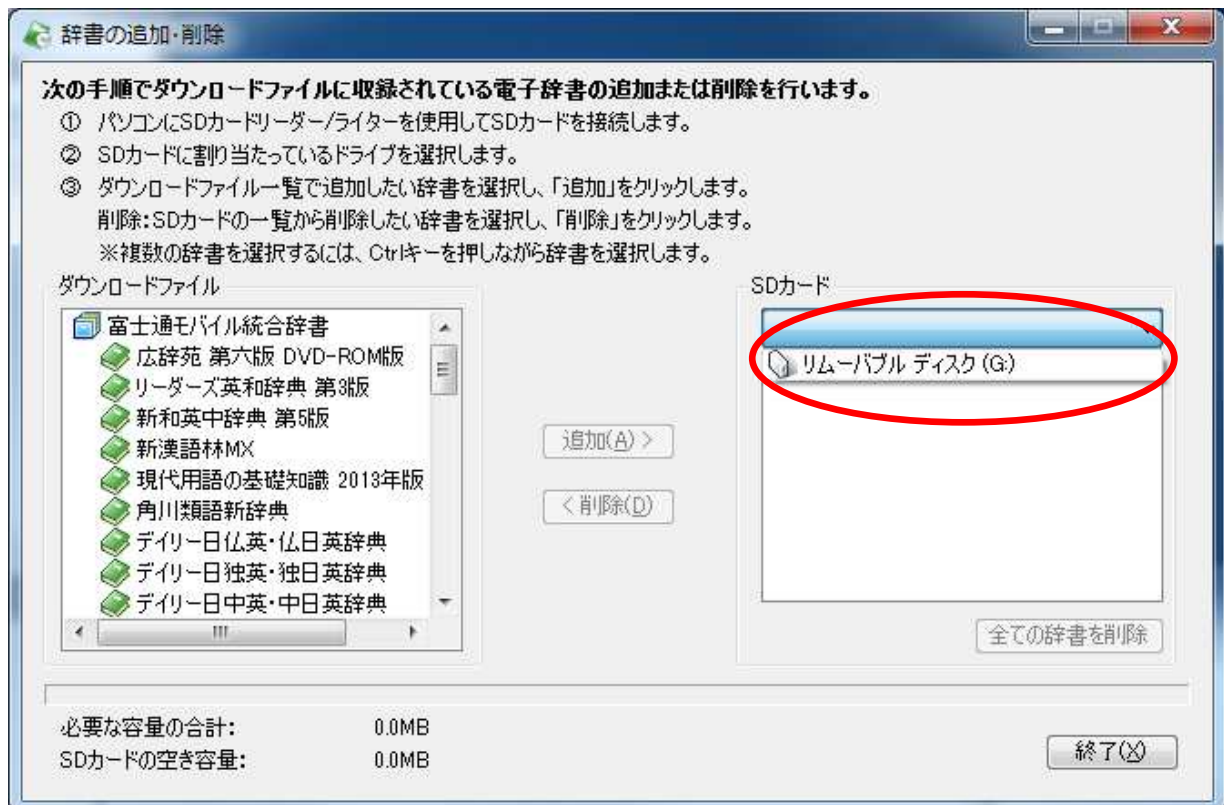 辞書の追加・削除
次の手順でダウンロードファイルに収録されている電子辞書の追加または削除を行います。
① パソコンにSDカードリーダー/ライターを使用してSDカードを接続します。
② SDカードに割り当たっているドライブを選択します。
③ ダウンロードファイル一覧で追加したい辞書を選択し、「追加」をクリックします。
削除:SDカードの一覧から削除したい辞書を選択し、「削除」をクリックします。
※複数の辞書を選択するには、Ctrlキーを押しながら辞書を選択します。
ダウンロードファイル
富士通モバイル統合辞書
広辞苑 第六版 DVD-ROM版
リーダーズ英和辞典 第3版
新和英中辞典 第5版
新漢語林MX
現代用語の基礎知識 2013年版
角川類語新辞典
デイリー日仏英・仏日英辞典
デイリー日独英・独日英辞典
デイリー日中英・中日英辞典
追加(A) >
< 削除(D)
SDカード
リムーバブル ディスク (G:)
全ての辞書を削除
必要な容量の合計: 0.0MB
SDカードの空き容量: 0.0MB
終了(X)